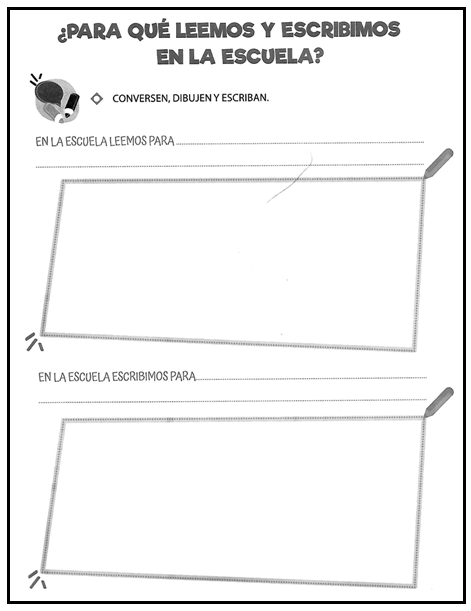 ¿PARA QUÉ LEEMOS Y ESCRIBIMOS
EN LA ESCUELA?
CONVERSEN, DIBUJEN Y ESCRIBAN.
EN LA ESCUELA LEEMOS PARA
EN LA ESCUELA ESCRIBIMOS PARA